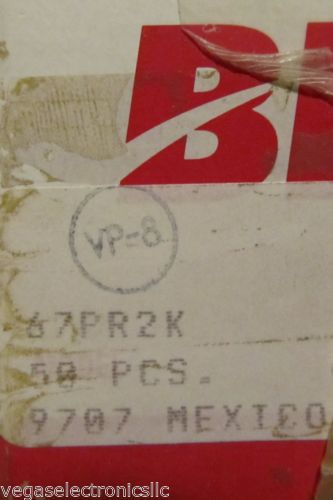 B
VP-8
67PR2K
50 PCS.
9707 MEXICO
vegaselectronicsllc